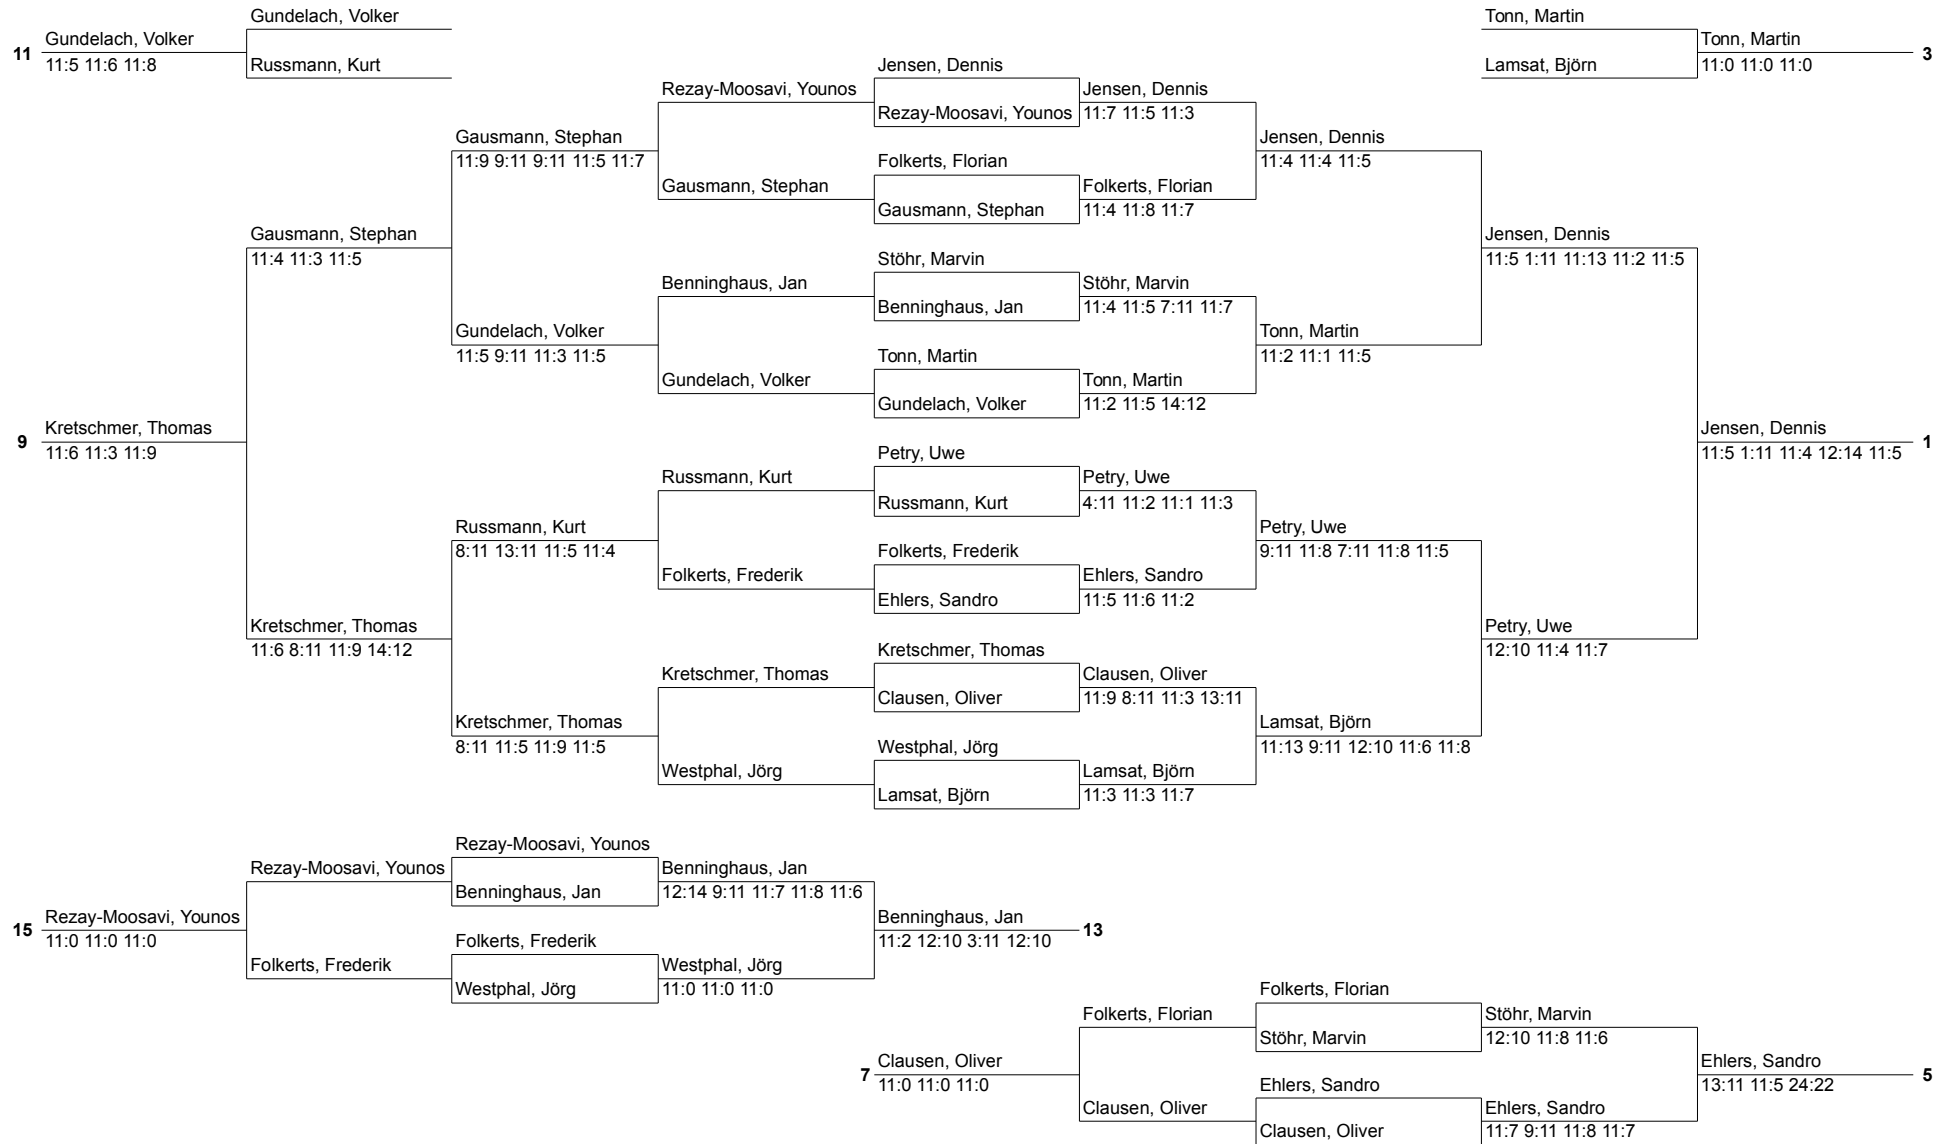 Gundelach, Volker
Tonn, Martin
Gundelach, Volker
Tonn, Martin
11
3
11:5 11:6 11:8
Russmann, Kurt
Jensen, Dennis
Lamsat, Björn
11:0 11:0 11:0
Rezay-Moosavi, Younos
Jensen, Dennis
Rezay-Moosavi, Younos
11:7 11:5 11:3
Gausmann, Stephan
Jensen, Dennis
11:9 9:11 9:11 11:5 11:7
Folkerts, Florian
11:4 11:4 11:5
Gausmann, Stephan
Folkerts, Florian
Gausmann, Stephan
11:4 11:8 11:7
Gausmann, Stephan
Jensen, Dennis
11:4 11:3 11:5
Stöhr, Marvin
11:5 1:11 11:13 11:2 11:5
Benninghaus, Jan
Stöhr, Marvin
Benninghaus, Jan
11:4 11:5 7:11 11:7
Gundelach, Volker
Tonn, Martin
11:5 9:11 11:3 11:5
Tonn, Martin
11:2 11:1 11:5
Gundelach, Volker
Tonn, Martin
Gundelach, Volker
11:2 11:5 14:12
Kretschmer, Thomas
Jensen, Dennis
9
1
11:6 11:3 11:9
Petry, Uwe
11:5 1:11 11:4 12:14 11:5
Russmann, Kurt
Petry, Uwe
Russmann, Kurt
4:11 11:2 11:1 11:3
Russmann, Kurt
Petry, Uwe
8:11 13:11 11:5 11:4
Folkerts, Frederik
9:11 11:8 7:11 11:8 11:5
Folkerts, Frederik
Ehlers, Sandro
Ehlers, Sandro
11:5 11:6 11:2
Kretschmer, Thomas
Petry, Uwe
11:6 8:11 11:9 14:12
Kretschmer, Thomas
12:10 11:4 11:7
Kretschmer, Thomas
Clausen, Oliver
Clausen, Oliver
11:9 8:11 11:3 13:11
Kretschmer, Thomas
Lamsat, Björn
8:11 11:5 11:9 11:5
Westphal, Jörg
11:13 9:11 12:10 11:6 11:8
Westphal, Jörg
Lamsat, Björn
Lamsat, Björn
11:3 11:3 11:7
Rezay-Moosavi, Younos
Rezay-Moosavi, Younos
Benninghaus, Jan
Benninghaus, Jan
12:14 9:11 11:7 11:8 11:6
Rezay-Moosavi, Younos
Benninghaus, Jan
15
13
11:0 11:0 11:0
Folkerts, Frederik
11:2 12:10 3:11 12:10
Folkerts, Frederik
Westphal, Jörg
Westphal, Jörg
11:0 11:0 11:0
Folkerts, Florian
Folkerts, Florian
Stöhr, Marvin
Stöhr, Marvin
12:10 11:8 11:6
Clausen, Oliver
Ehlers, Sandro
7
5
11:0 11:0 11:0
Ehlers, Sandro
13:11 11:5 24:22
Clausen, Oliver
Ehlers, Sandro
Clausen, Oliver
11:7 9:11 11:8 11:7